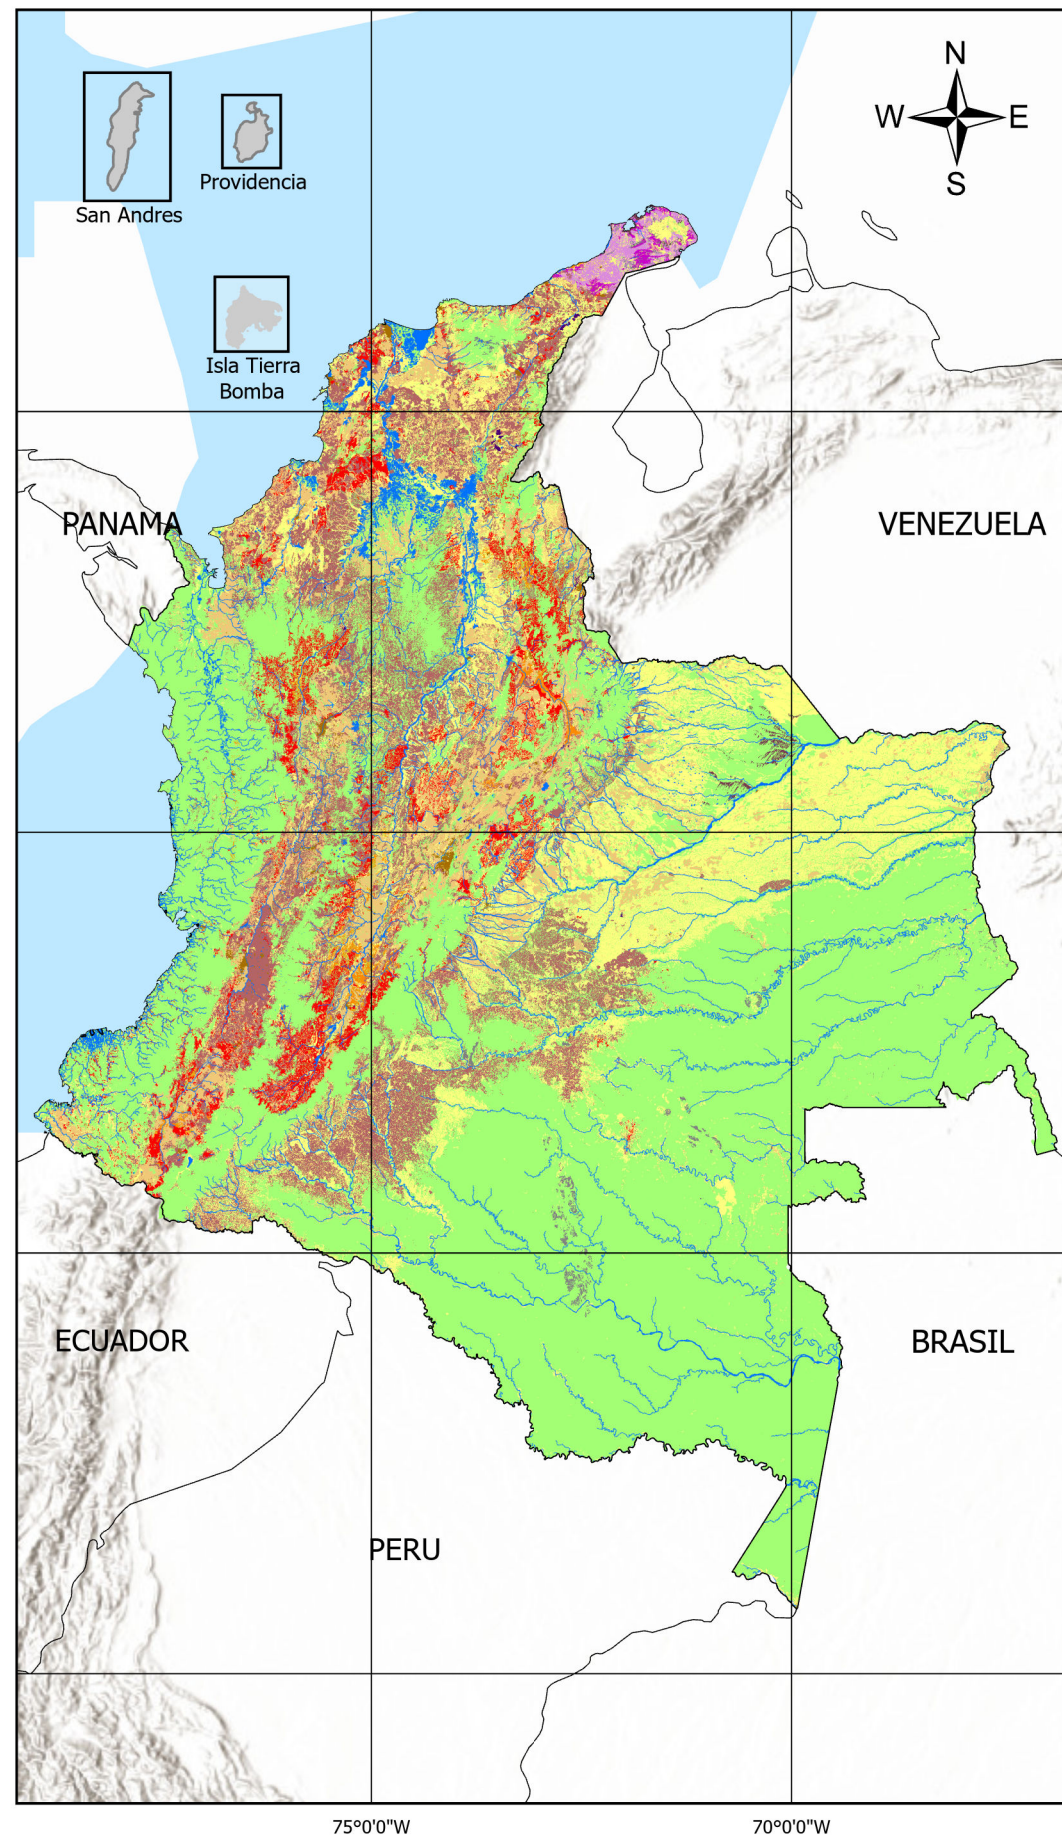 N
W E
S
San Andres
Providencia
Isla Tierra
Bomba
PANAMA
VENEZUELA
ECUADOR
BRASIL
PERU
75°0'0"W
70°0'0"W